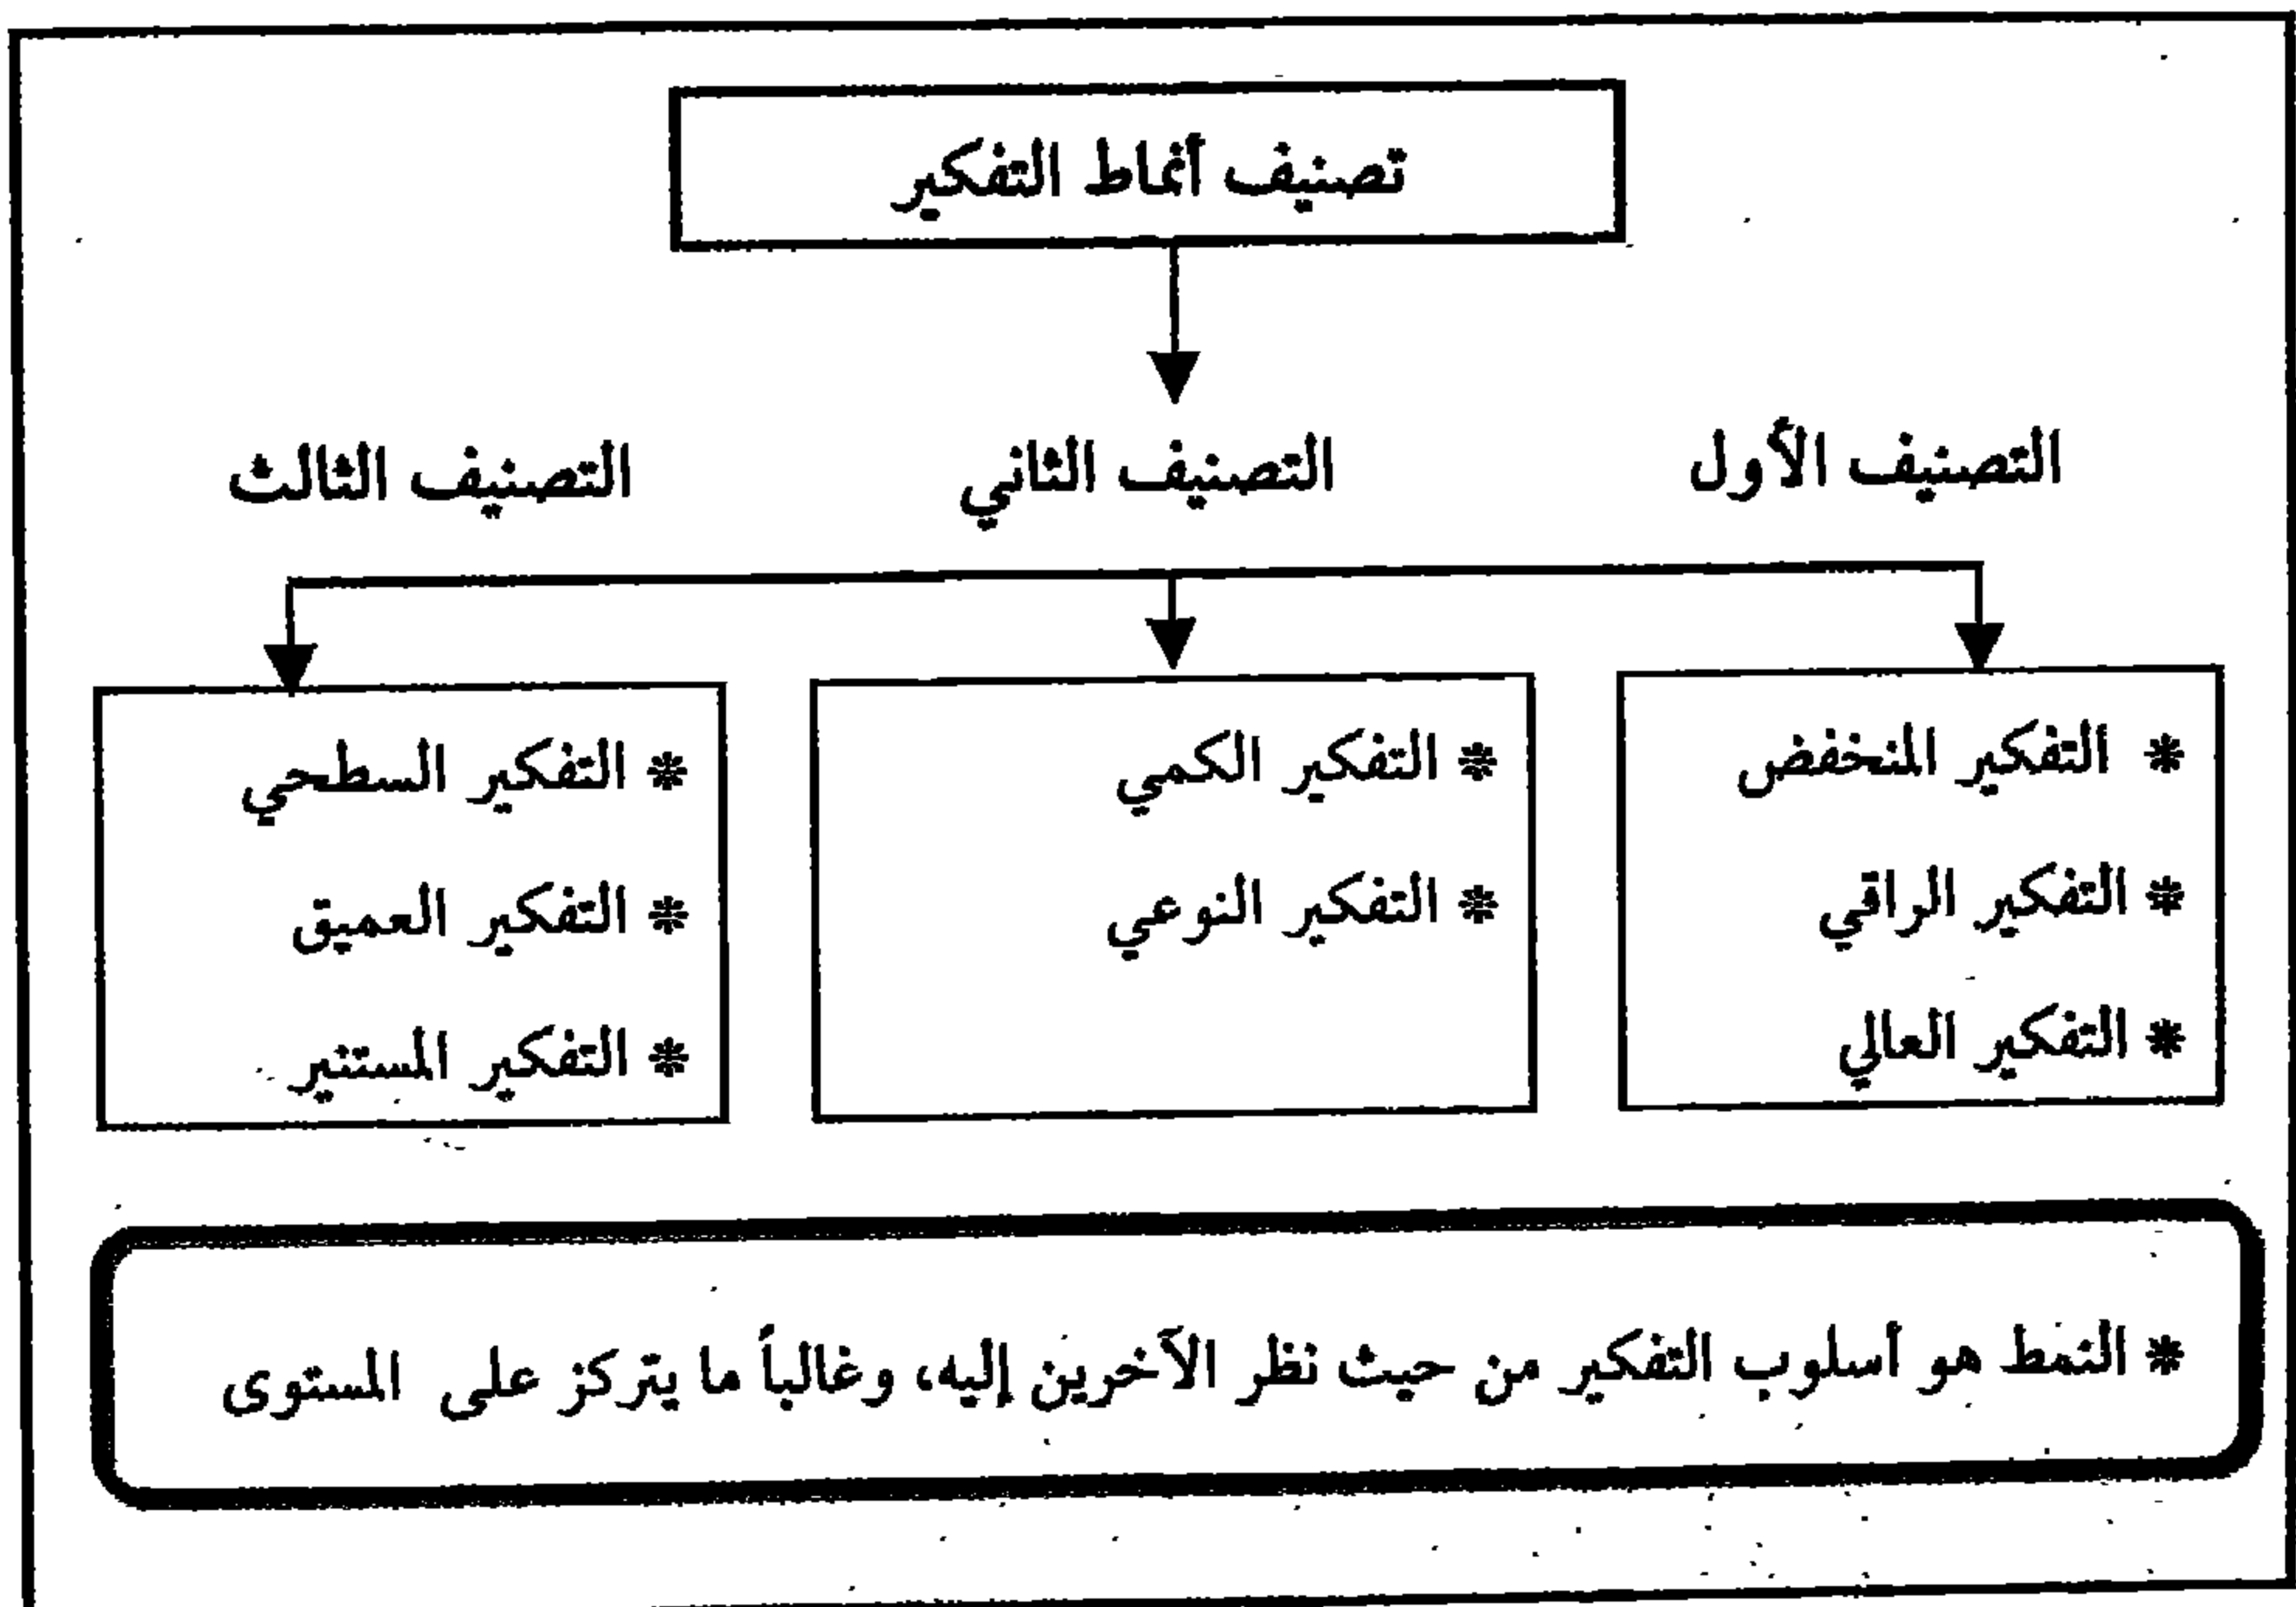 تصنيف أنماط التفكير
التصنيف الأول
التصنيف الثاني
التصنيف الثالث
* التفكير المنخفض
* التفكير الراقي
* التفكير العالي
* التفكير الكمي
* التفكير النوعي
* التفكير السطحي
* التفكير العميق
* التفكير المستنير
* النمط هو أسلوب التفكير من حيث نظر الآخرين إليه، وغالباً ما يتركز على المستوى